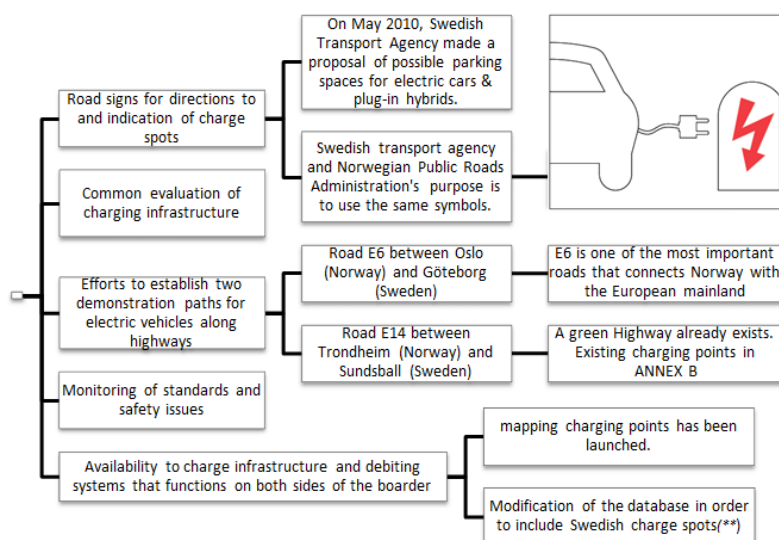 On May 2010, Swedish
Transport Agency made a
proposal of possible parking
spaces for electric cars &
plug-in hybrids.
Road signs for directions to
and indication of charge
spots
Swedish transport agency
and Norwegian Public Roads
Administration's purpose is
to use the same symbols.
Common evaluation of
charging infrastructure
Efforts to establish two
demonstration paths for
electric vehicles along
highways
Road E6 between Oslo
(Norway) and Göteborg
(Sweden)
E6 is one of the most important
roads that connects Norway with
the European mainland
Road E14 between
Trondheim (Norway) and
Sundsball (Sweden)
A green Highway already exists.
Existing charging points in
ANNEX B
Monitoring of standards and
safety issues
Availability to charge infrastructure and debiting
systems that functions on both sides of the boarder
mapping charging points has been
launched.
Modification of the database in order
to include Swedish charge spots(**)